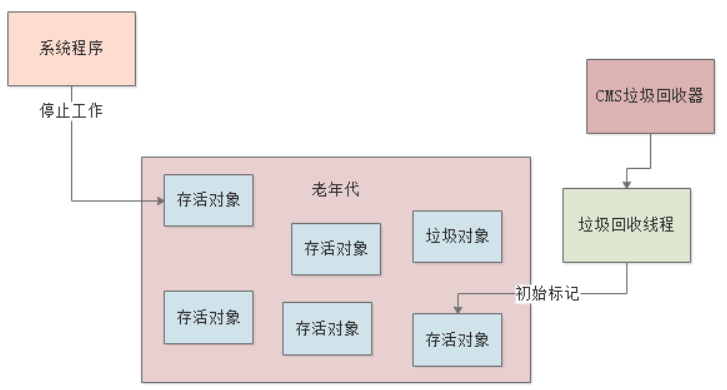 系统程序
停止工作
CMS垃圾回收器
老年代
存活对象
存活对象
垃圾对象
垃圾回收线程
初始标记
存活对象
存活对象
存活对象